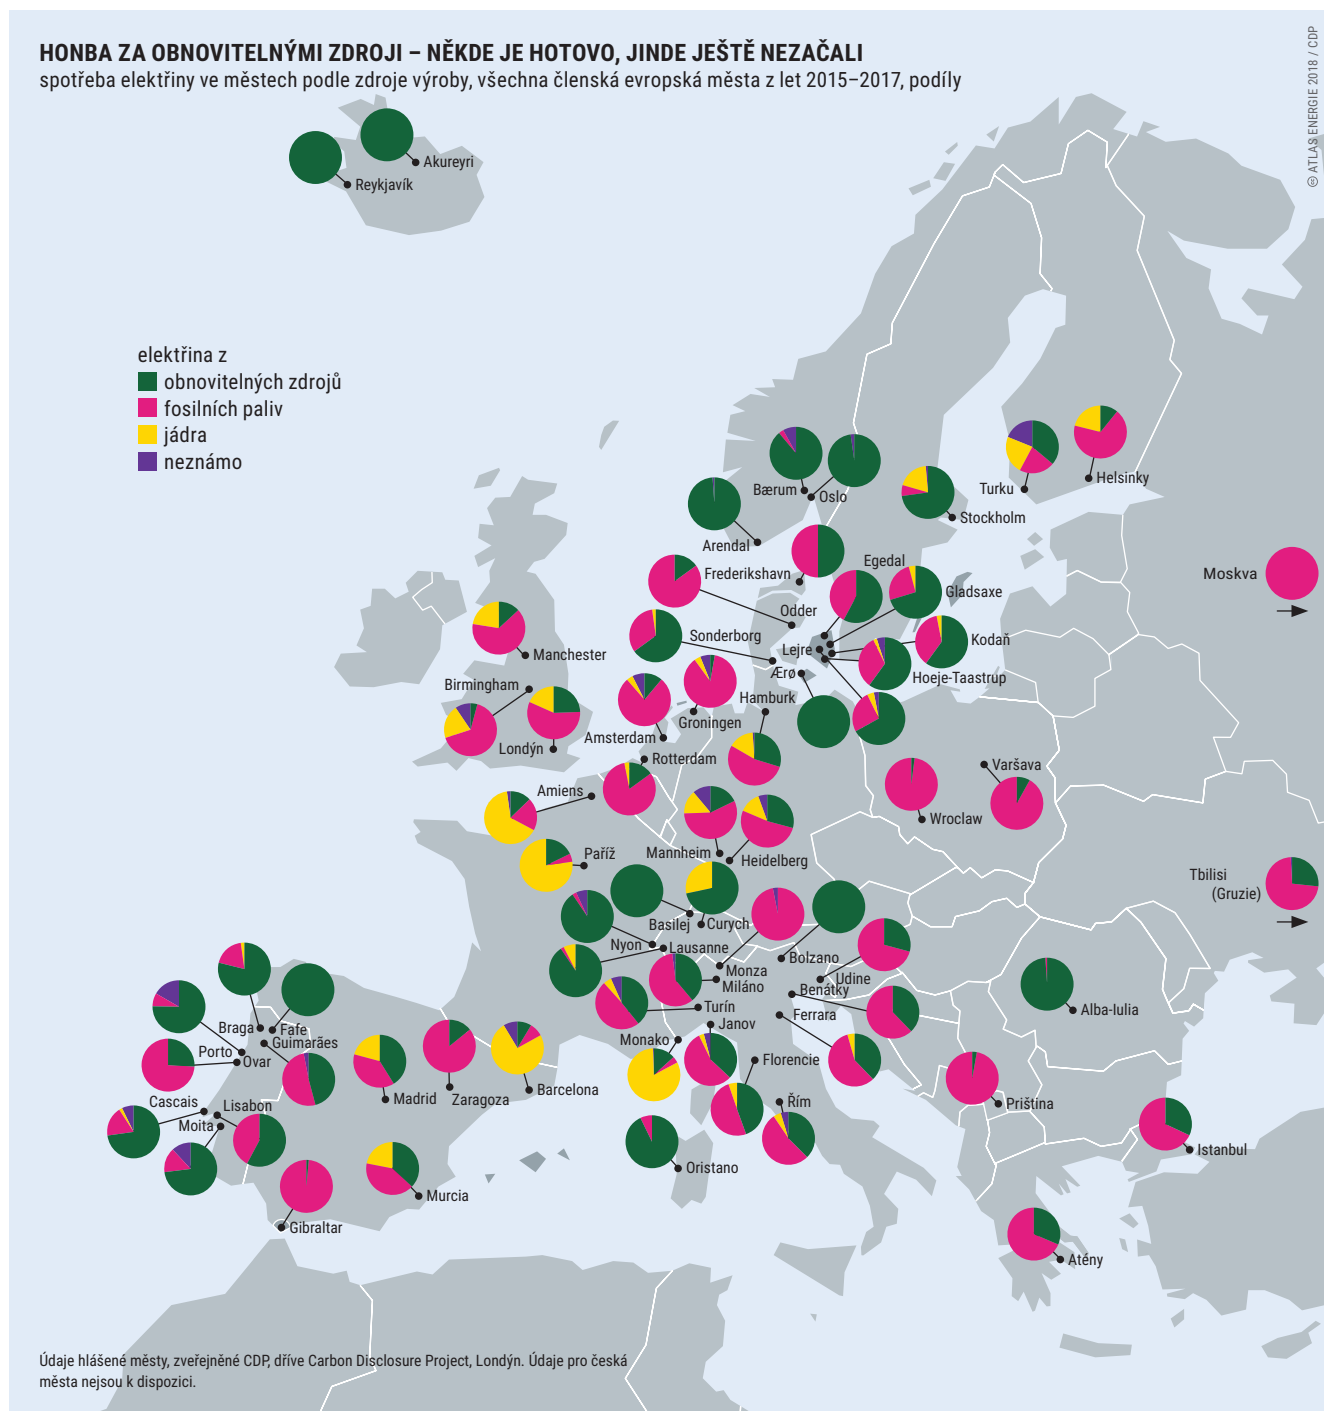 HONBA ZA OBNOVITELNÝMI ZDROJI – NĚKDE JE HOTOVO, JINDE JEŠTĚ NEZAČALI
spotřeba elektřiny ve městech podle zdroje výroby, všechna členská evropská města z let 2015–2017, podíly
© ATLAS ENERGIE 2018 / CDP
Akureyri
Reykjavík
elektřina z
obnovitelných zdrojů
fosilních paliv
jádra
neznámo
Bærum
Oslo
Turku
Helsinky
Stockholm
Arendal
Frederikshavn
Egedal
Moskva
Gladsaxe
Odder
Sonderborg
Kodaň
Manchester
Lejre
Ærø
Hoeje-Taastrup
Birmingham
Hamburk
Groningen
Amsterdam
Londýn
Rotterdam
Varšava
Amiens
Wroclaw
Paříž
Mannheim
Heidelberg
Tbilisi
(Gruzie)
Basilej
Curych
Nyon
Lausanne
Bolzano
Monza
Miláno
Udine
Benátky
Turín
Alba-Iulia
Braga
Fafe
Janov
Ferrara
Guimarães
Monako
Porto
Ovar
Florencie
Barcelona
Madrid
Zaragoza
Cascais
Lisabon
Řím
Priština
Moita
Istanbul
Oristano
Murcia
Gibraltar
Atény
Údaje hlášené městy, zveřejněné CDP, dříve Carbon Disclosure Project, Londýn. Údaje pro česká
města nejsou k dispozici.